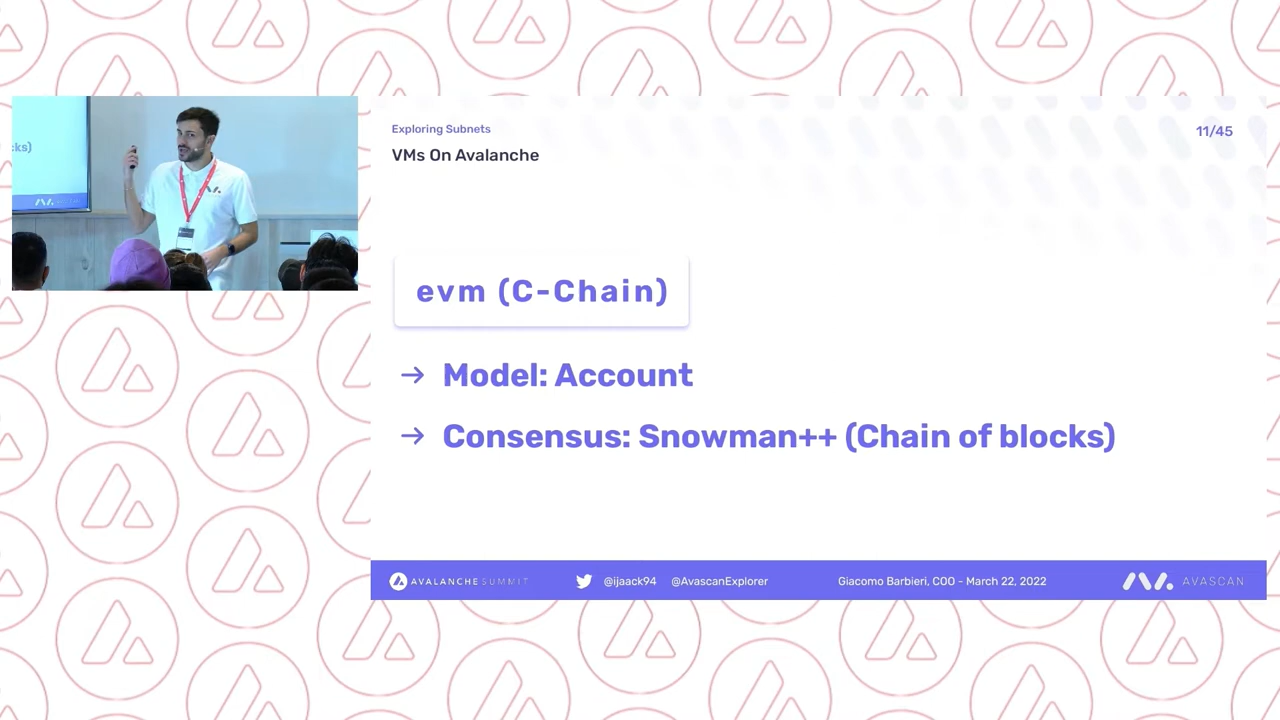 Exploring Subnets
11/45
VMs On Avalanche
cks)
evm (C-Chain)
→ Model: Account
→ Consensus: Snowman++ (Chain of blocks)
AVALANCHE SUMMIT
@ijaack94 @AvascanExplorer
Giacomo Barbieri, COO - March 22, 2022
AVASCAN